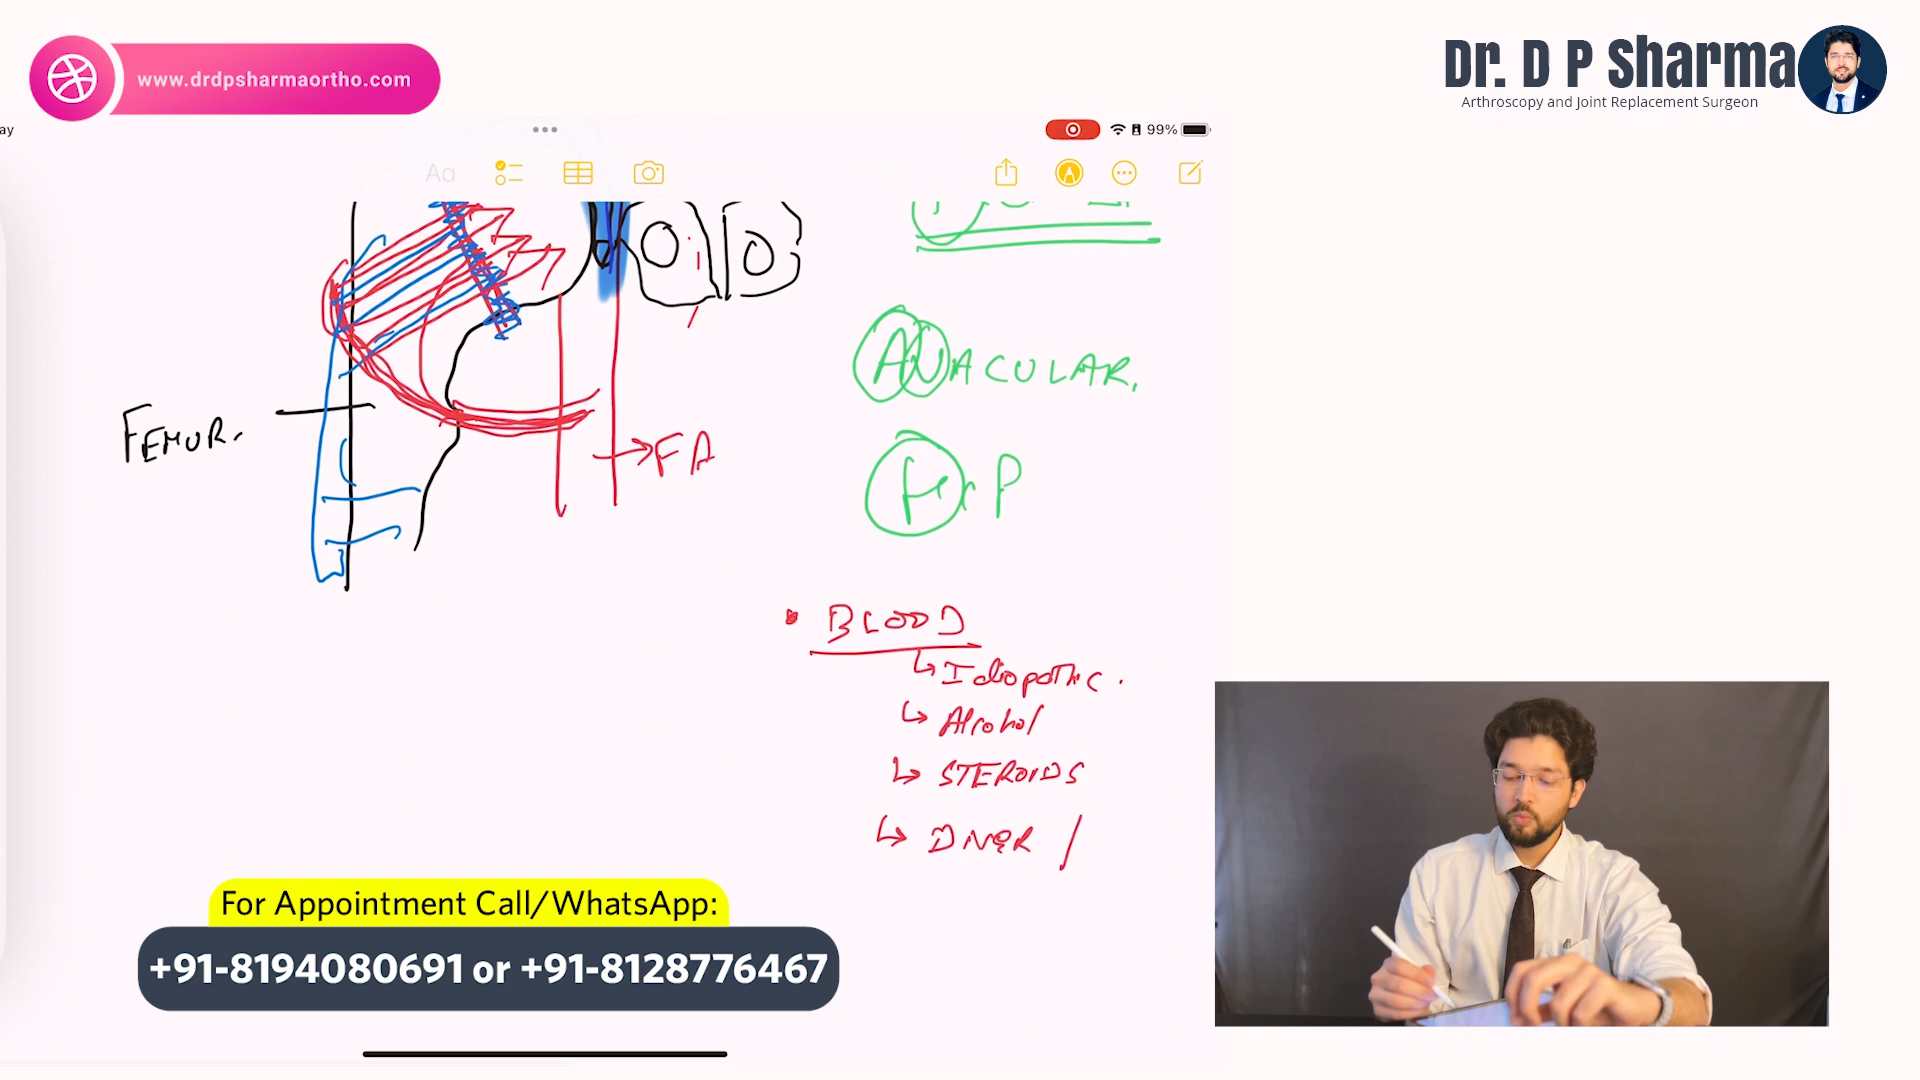 www.drdpsharmaortho.com
Dr. D P Sharma
Arthroscopy and Joint Replacement Surgeon
ay
99%
Aa
AVACULAR.
FEMUR.
FA
P
BLOOD
Idiopathic.
Alcohol
STEROIDS
For Appointment Call/WhatsApp:
+91-8194080691 or +91-8128776467